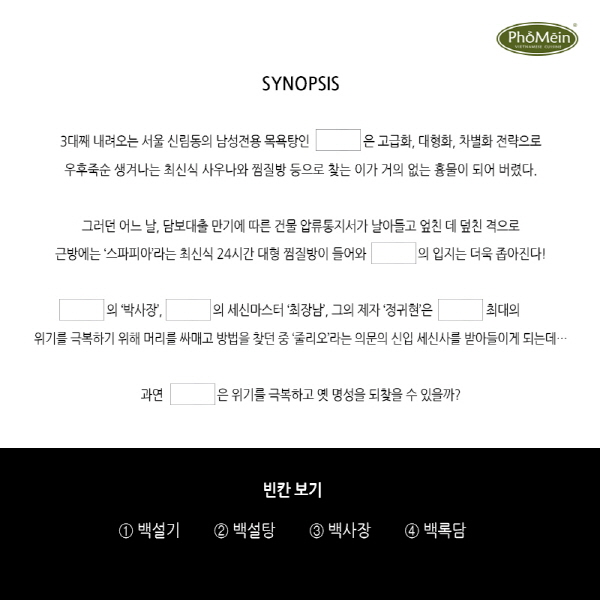 PhởMein®
VIETNAMESE CUISINE
SYNOPSIS
3대째 내려오는 서울 신림동의 남성전용 목욕탕인 은 고급화, 대형화, 차별화 전략으로
우후죽순 생겨나는 최신식 사우나와 찜질방 등으로 찾는 이가 거의 없는 흉물이 되어 버렸다.
그러던 어느 날, 담보대출 만기에 따른 건물 압류통지서가 날아들고 엎친 데 덮친 격으로
근방에는 '스파피아'라는 최신식 24시간 대형 찜질방이 들어와 의 입지는 더욱 좁아진다!
의 '박사장', 의 세신마스터 '최장남', 그의 제자 '정귀현'은 최대의
위기를 극복하기 위해 머리를 싸매고 방법을 찾던 중 '줄리오'라는 의문의 신입 세신사를 받아들이게 되는데…
과연 은 위기를 극복하고 옛 명성을 되찾을 수 있을까?
빈칸 보기
① 백설기 ② 백설탕 ③ 백사장 ④ 백록담